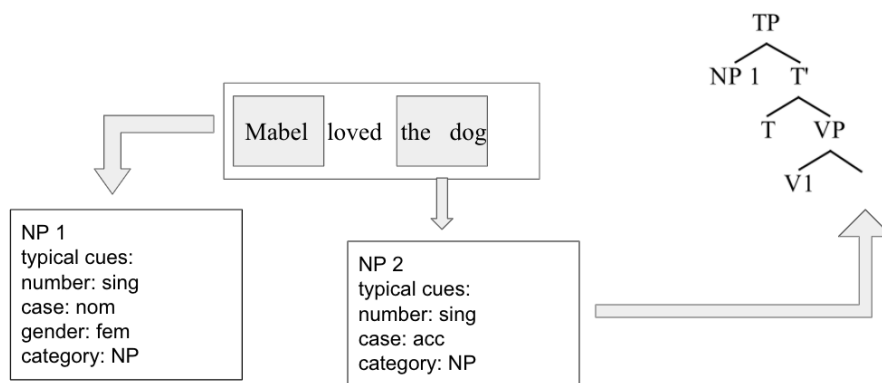 TP
NP 1 T'
T VP
V1
Mabel loved the dog
NP 1
typical cues:
number: sing
case: nom
gender: fem
category: NP
NP 2
typical cues:
number: sing
case: acc
category: NP